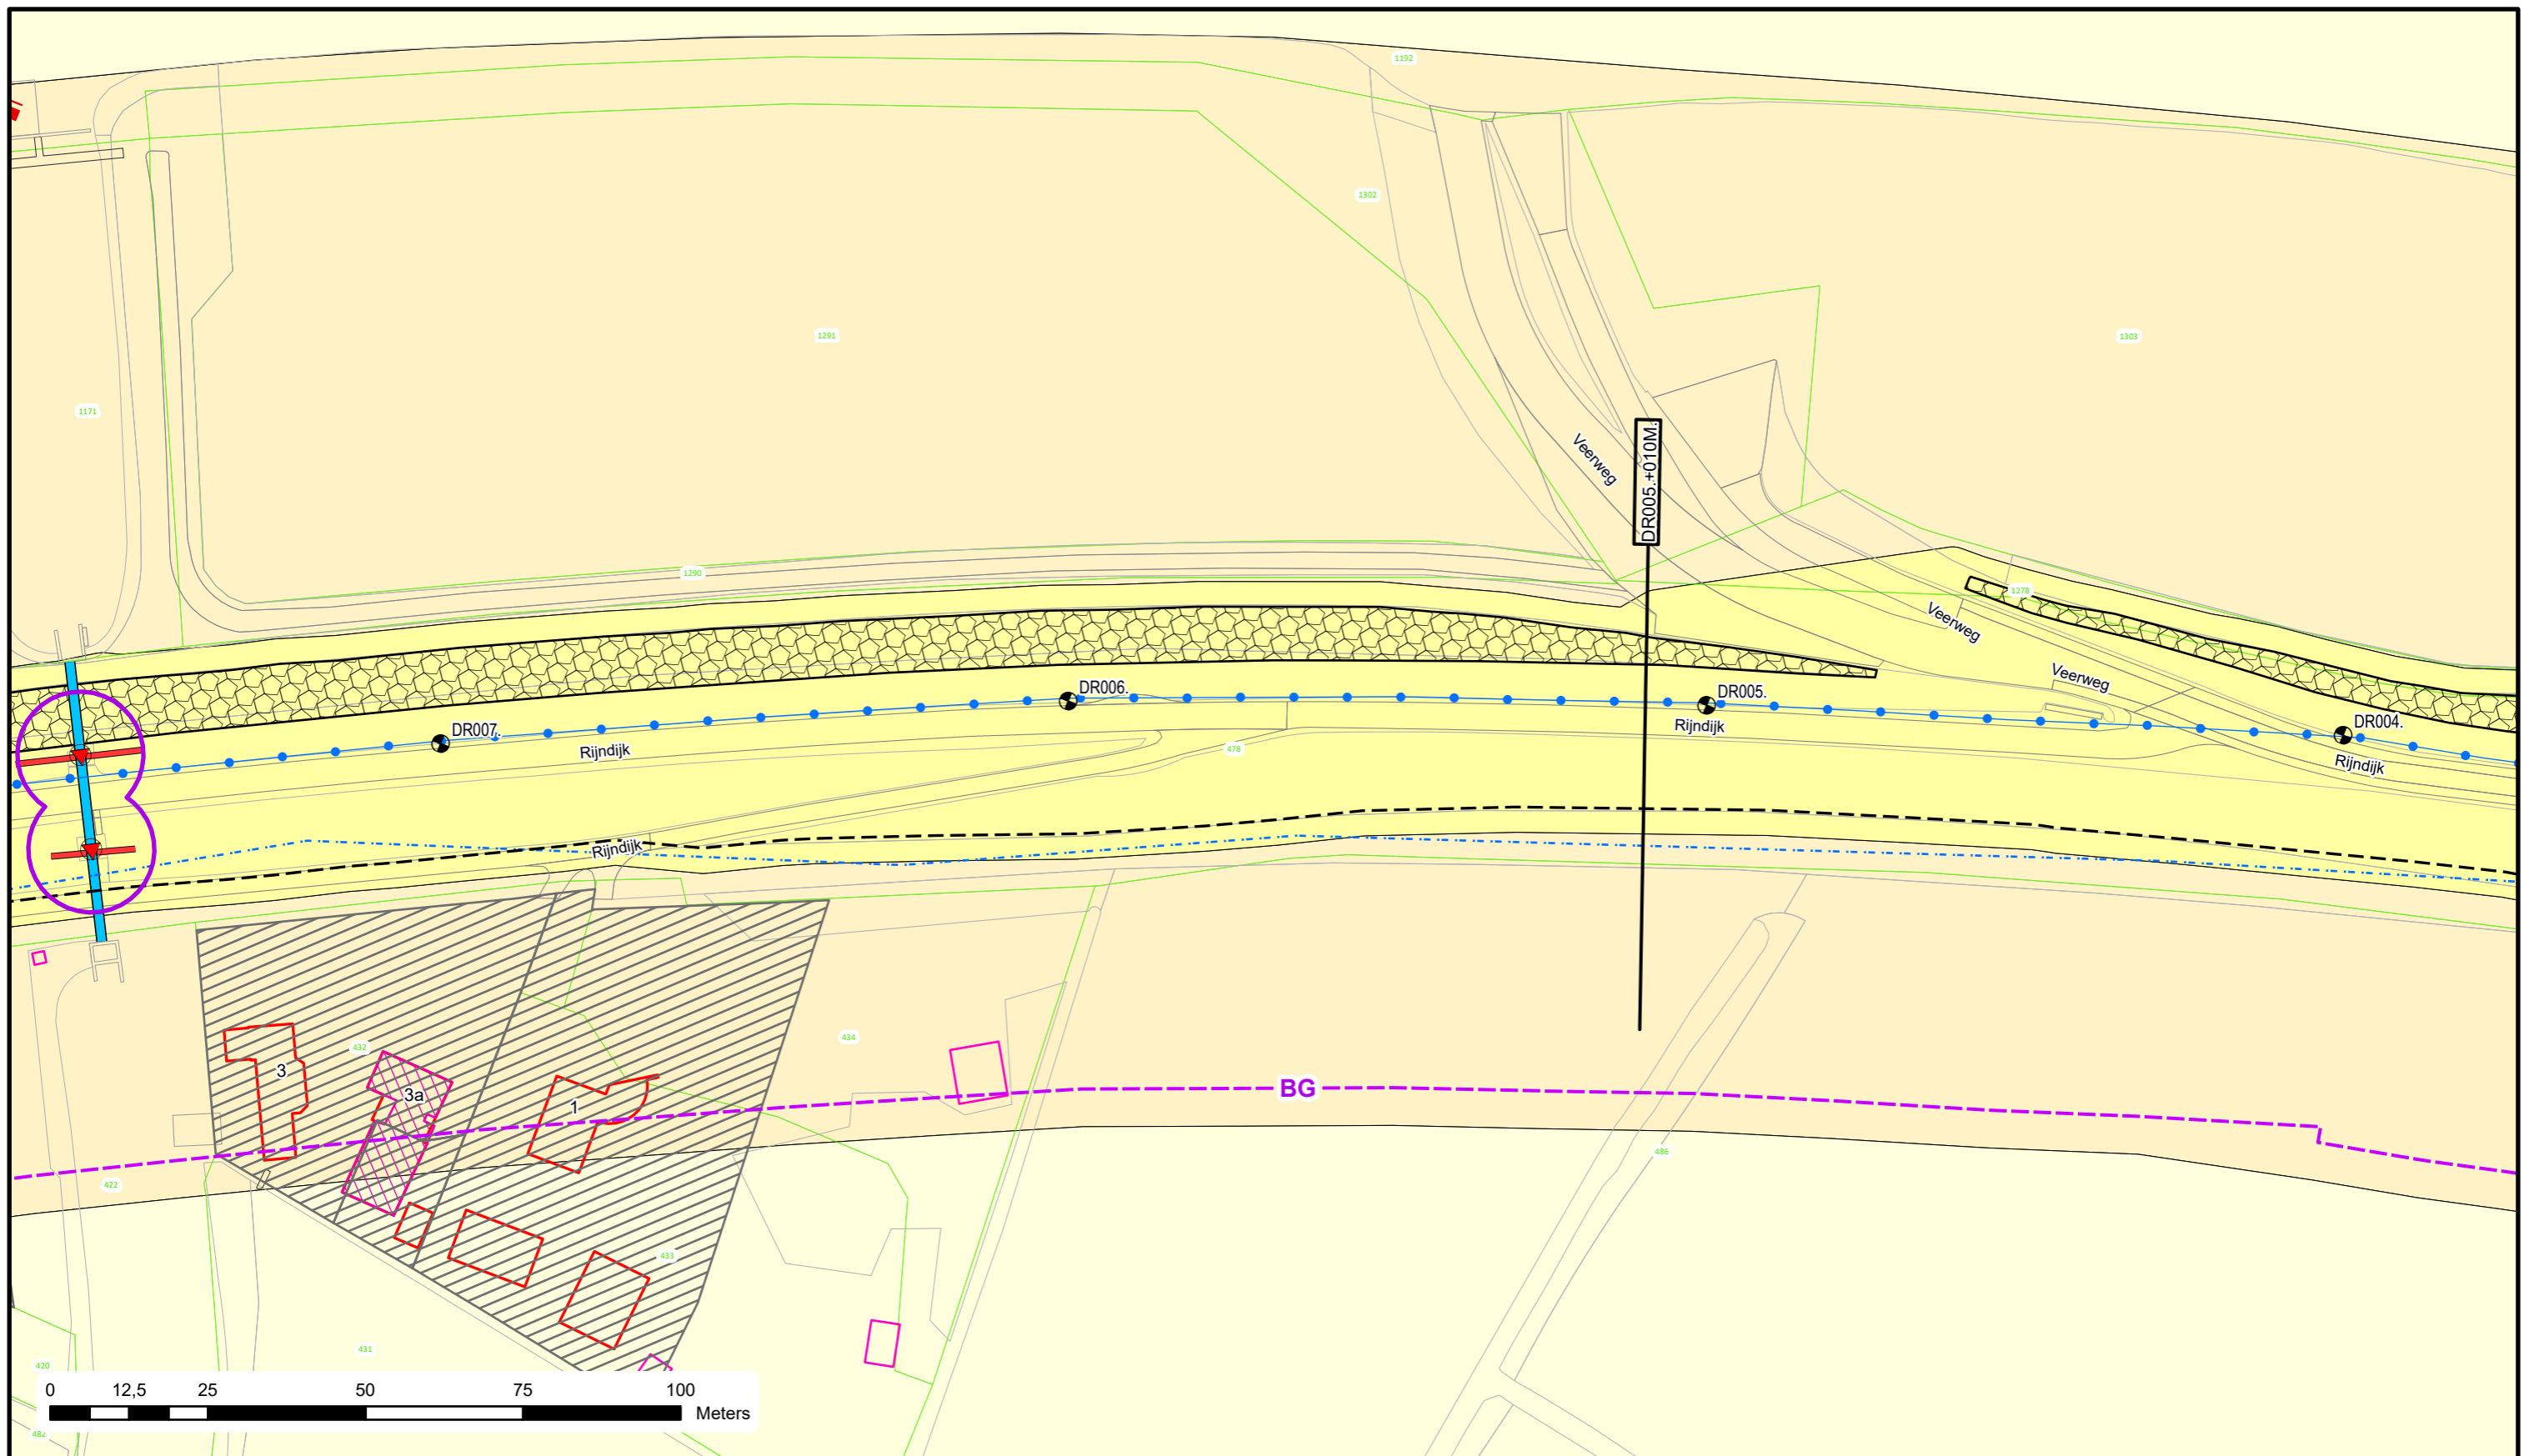 1192
1302
1291
1303
1171
Veerweg
DR005.+010M.
1290
1278
Veerweg
Veerweg
DR006.
DR005.
DR004.
DR007.
Rijndijk
Rijndijk
478
Rijndijk
Rijndijk
434
432
3
3a
1
BG
486
422
433
431
420
482
0 12,5 25 50 75 100
Meters